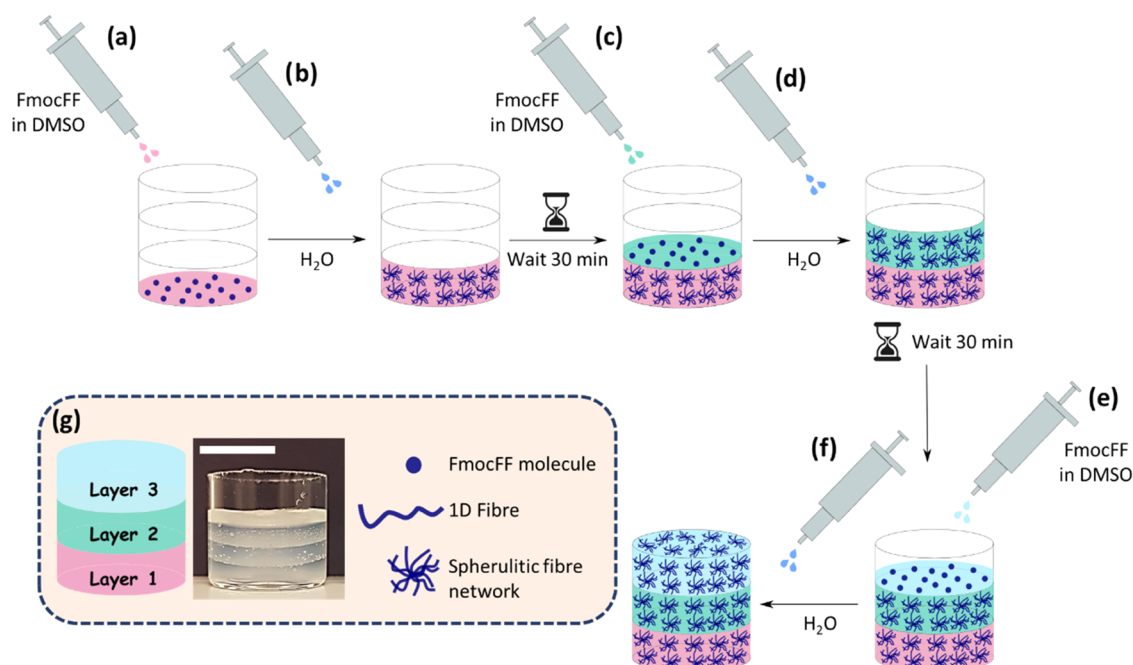 (a)
FmocFF
in DMSO
(b)
H₂O
Wait 30 min
(c)
FmocFF
in DMSO
(d)
H₂O
Wait 30 min
(e)
FmocFF
in DMSO
(f)
H₂O
(g)
Layer 3
Layer 2
Layer 1
FmocFF molecule
1D Fibre
Spherulitic fibre
network